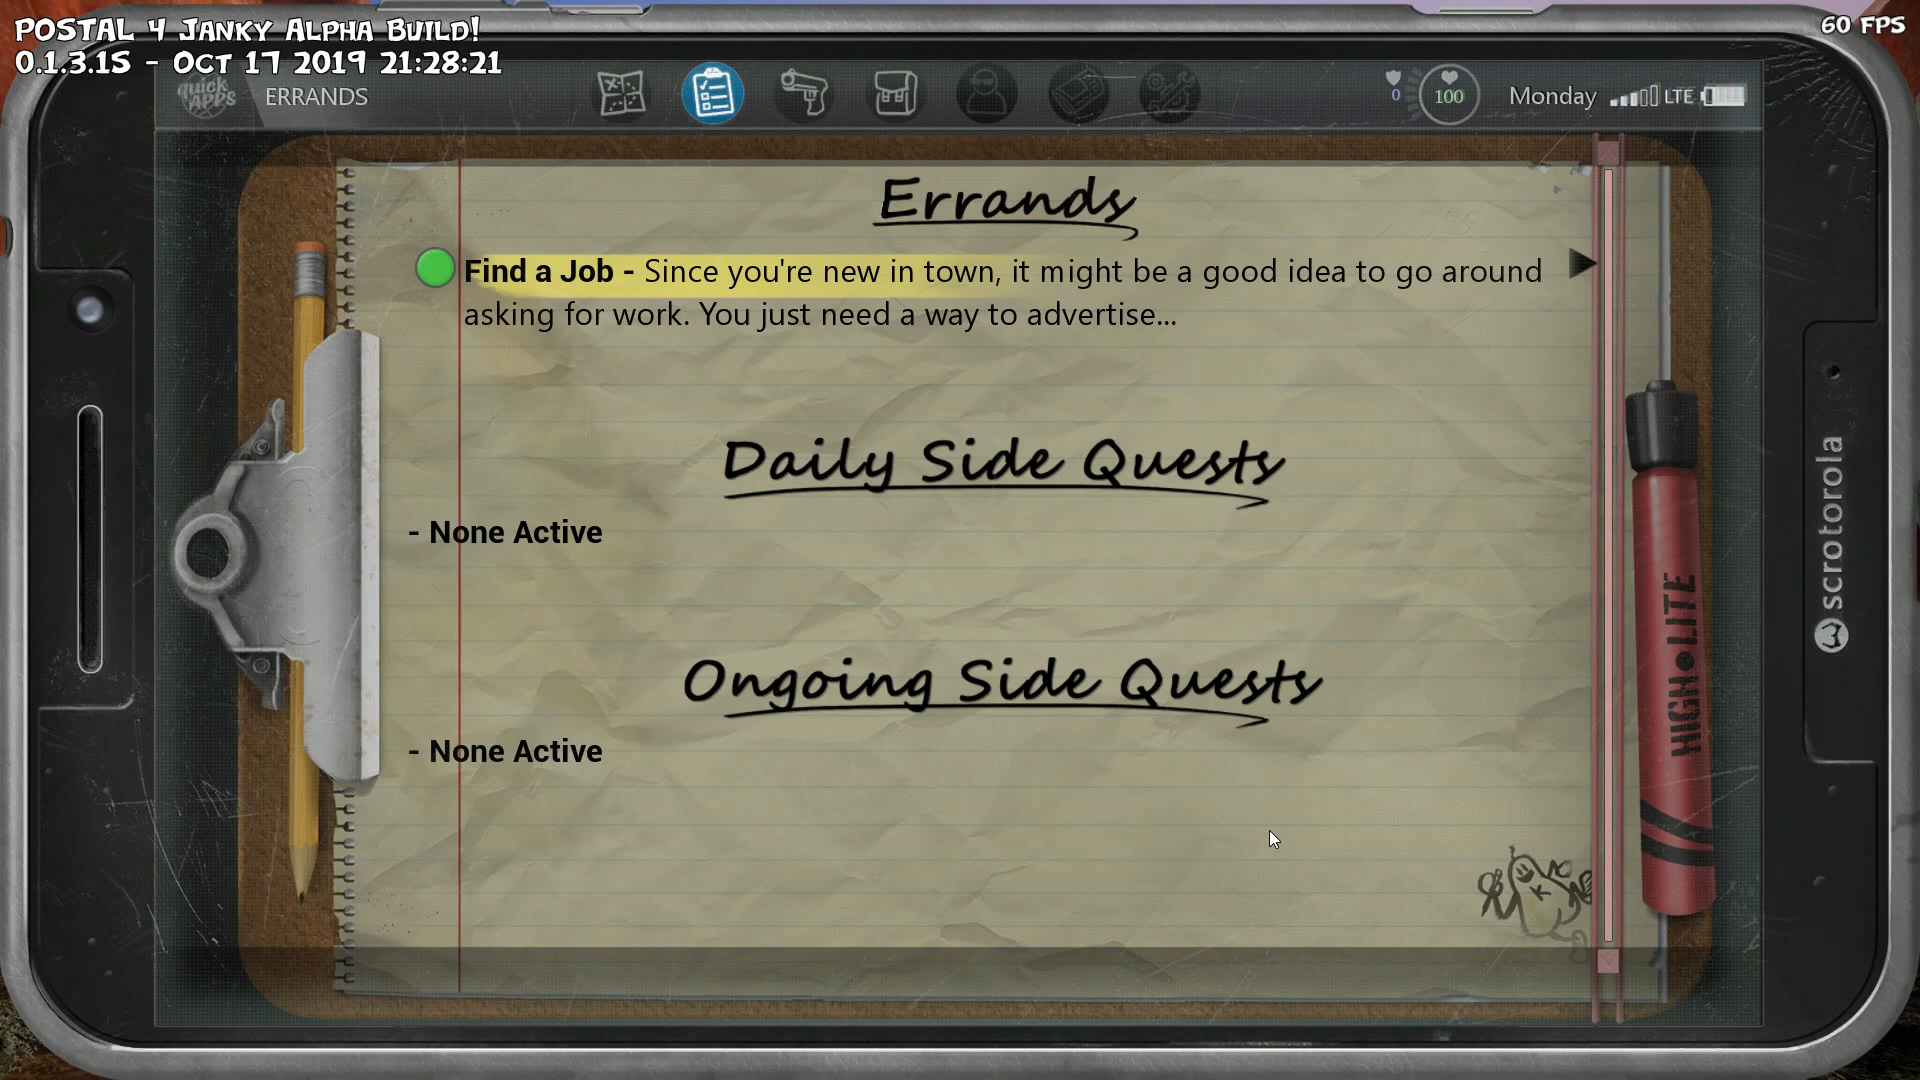 POSTAL 4 Janky Alpha Build!
0.1.3.1S - Oct 17 2019 21:28:21
60 FPS
quick APPS
ERRANDS
0
100
Monday
LTE
Errands
Find a Job - Since you're new in town, it might be a good idea to go around
asking for work. You just need a way to advertise...
Daily Side Quests
- None Active
Ongoing Side Quests
- None Active
HIGH•LITE
scrotorola